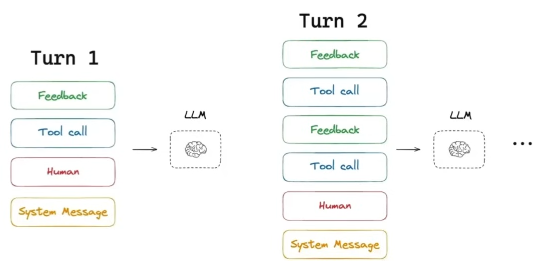 Turn 1
Feedback
Tool call
Human
System Message
LLM
Turn 2
Feedback
Tool call
Feedback
Tool call
Human
System Message
LLM
...